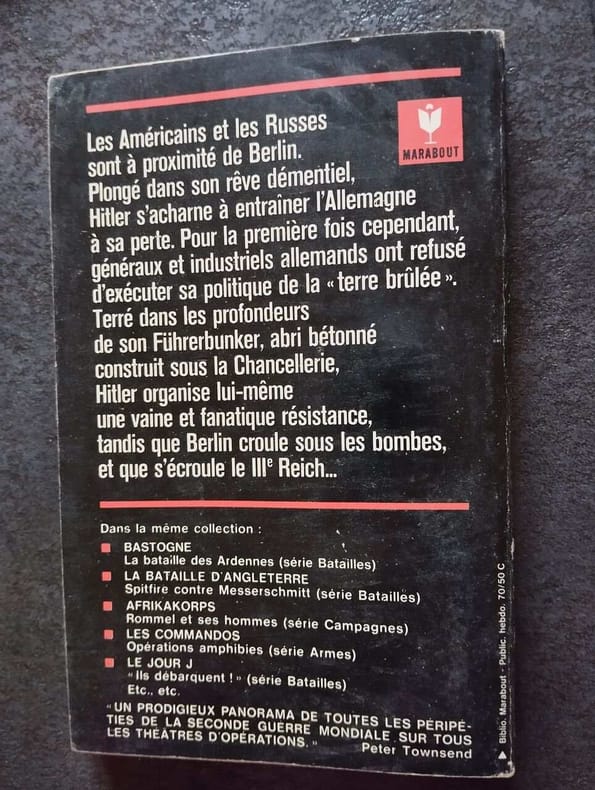 Les Américains et les Russes
sont à proximité de Berlin.
Plongé dans son rêve démentiel,
Hitler s'acharne à entraîner l'Allemagne
à sa perte. Pour la première fois cependant,
généraux et industriels allemands ont refusé
d'exécuter sa politique de la « terre brûlée ».
Terré dans les profondeurs
de son Führerbunker, abri bétonné
construit sous la Chancellerie,
Hitler organise lui-même
une vaine et fanatique résistance,
tandis que Berlin croule sous les bombes,
et que s'écroule le IIIe Reich...
MARABOUT
Dans la même collection :
BASTOGNE
La bataille des Ardennes (série Batailles)
LA BATAILLE D'ANGLETERRE
Spitfire contre Messerschmitt (série Batailles)
AFRIKAKORPS
Rommel et ses hommes (série Campagnes)
LES COMMANDOS
Opérations amphibies (série Armes)
LE JOUR J
« Ils débarquent ! » (série Batailles)
Etc., etc.
"UN PRODIGIEUX PANORAMA DE TOUTES LES PÉRIPÉ-
TIES DE LA SECONDE GUERRE MONDIALE SUR TOUS
LES THÉÂTRES D'OPÉRATIONS."
Peter Townsend
Biblio. Marabout - Public. hebdo. 70/50 C